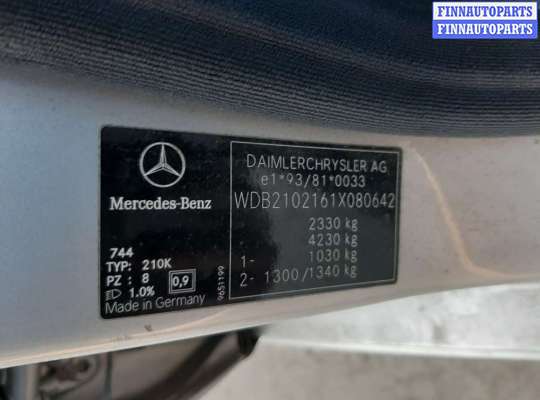 FINNAUTOPARTS
FINNAUTOPARTS
Mercedes-Benz
744
TYP: 210K
PZ : 8
0,9
1.0%
Made in Germany
9651199
DAIMLERCHRYSLER AG
e1*93/81*0033
WDB2102161X080642
2330 kg
4230 kg
1- 1030 kg
2- 1300/1340 kg